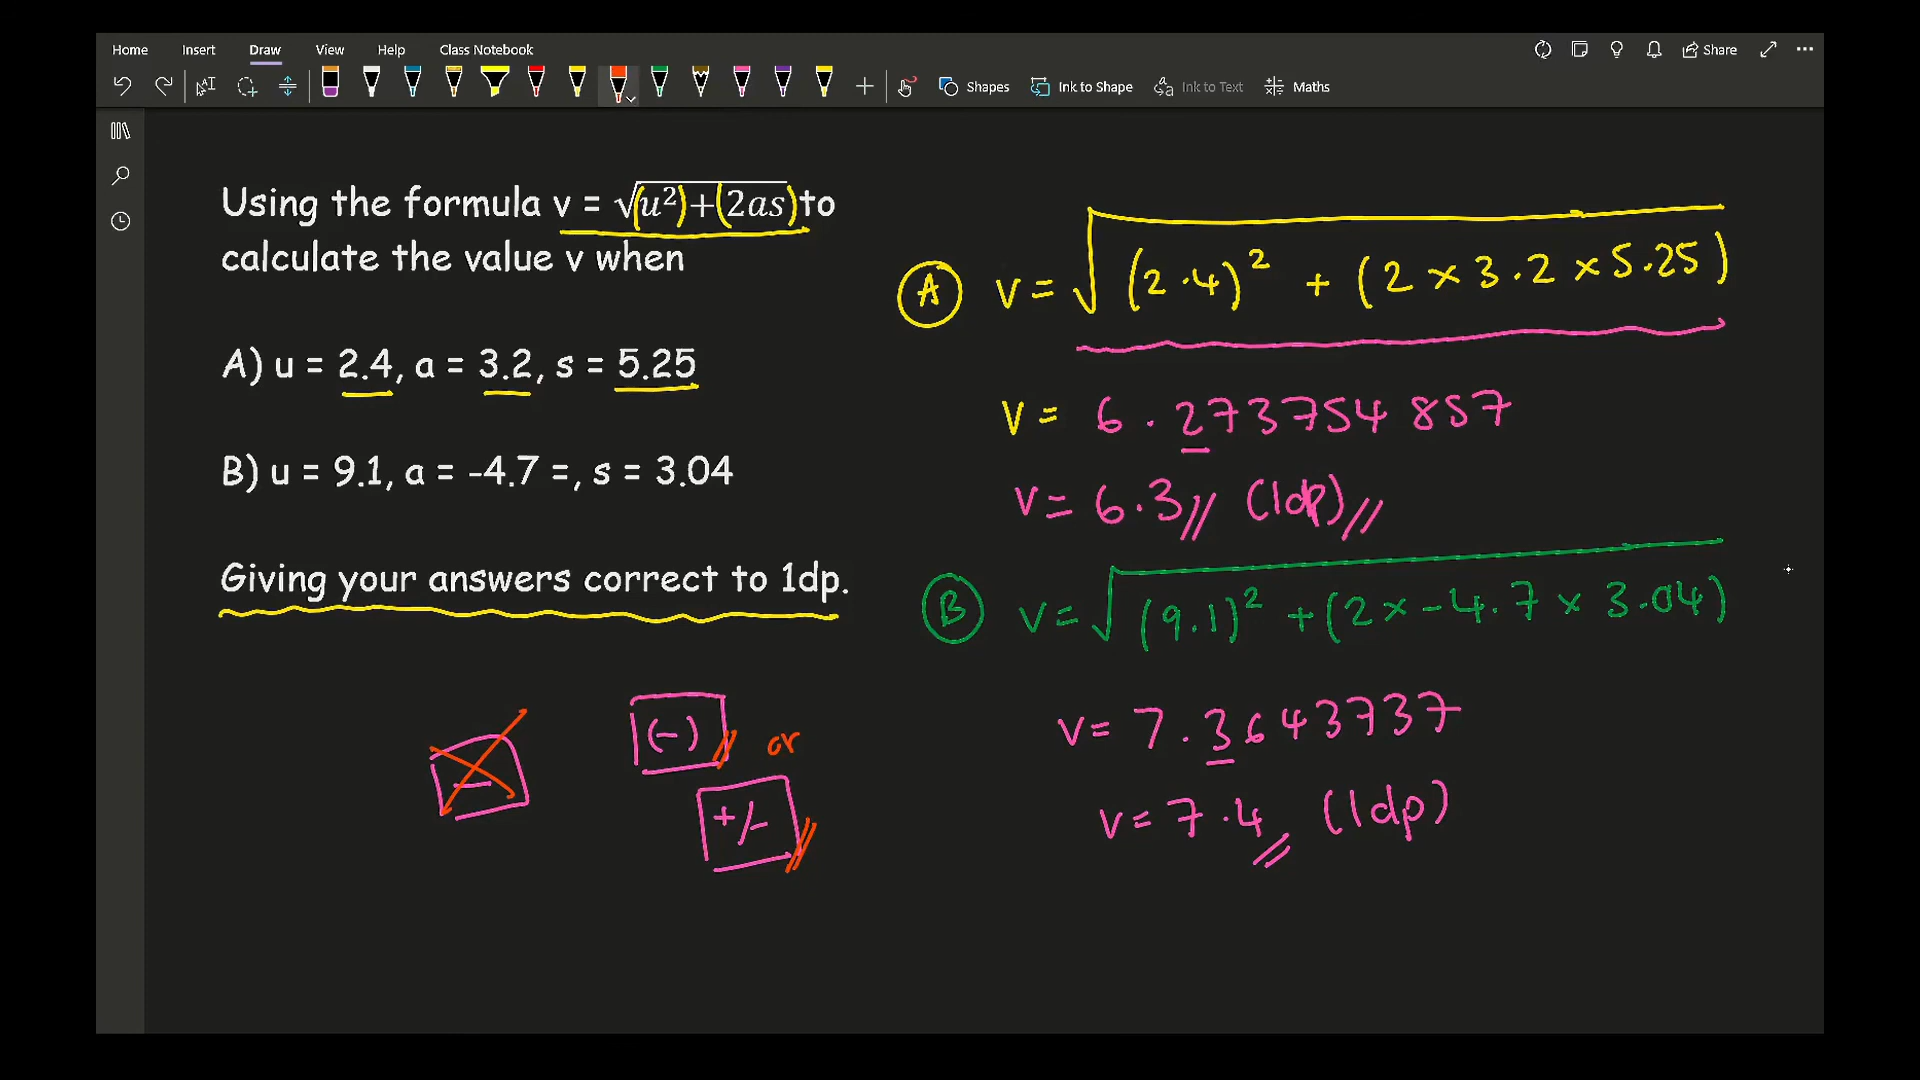 Home Insert Draw View Help Class Notebook Share
Shapes Ink to Shape Ink to Text Maths
Using the formula v = √(u²)+(2as) to
calculate the value v when
A) u = 2.4, a = 3.2, s = 5.25
B) u = 9.1, a = -4.7 =, s = 3.04
Giving your answers correct to 1dp.
-
(-) or
+/-
A v = √(2.4)² + (2 × 3.2 × 5.25)
v = 6.273754857
v = 6.3 (1dp)
B v = √(9.1)² + (2 × -4.7 × 3.04)
v = 7.3643737
v = 7.4 (1dp)